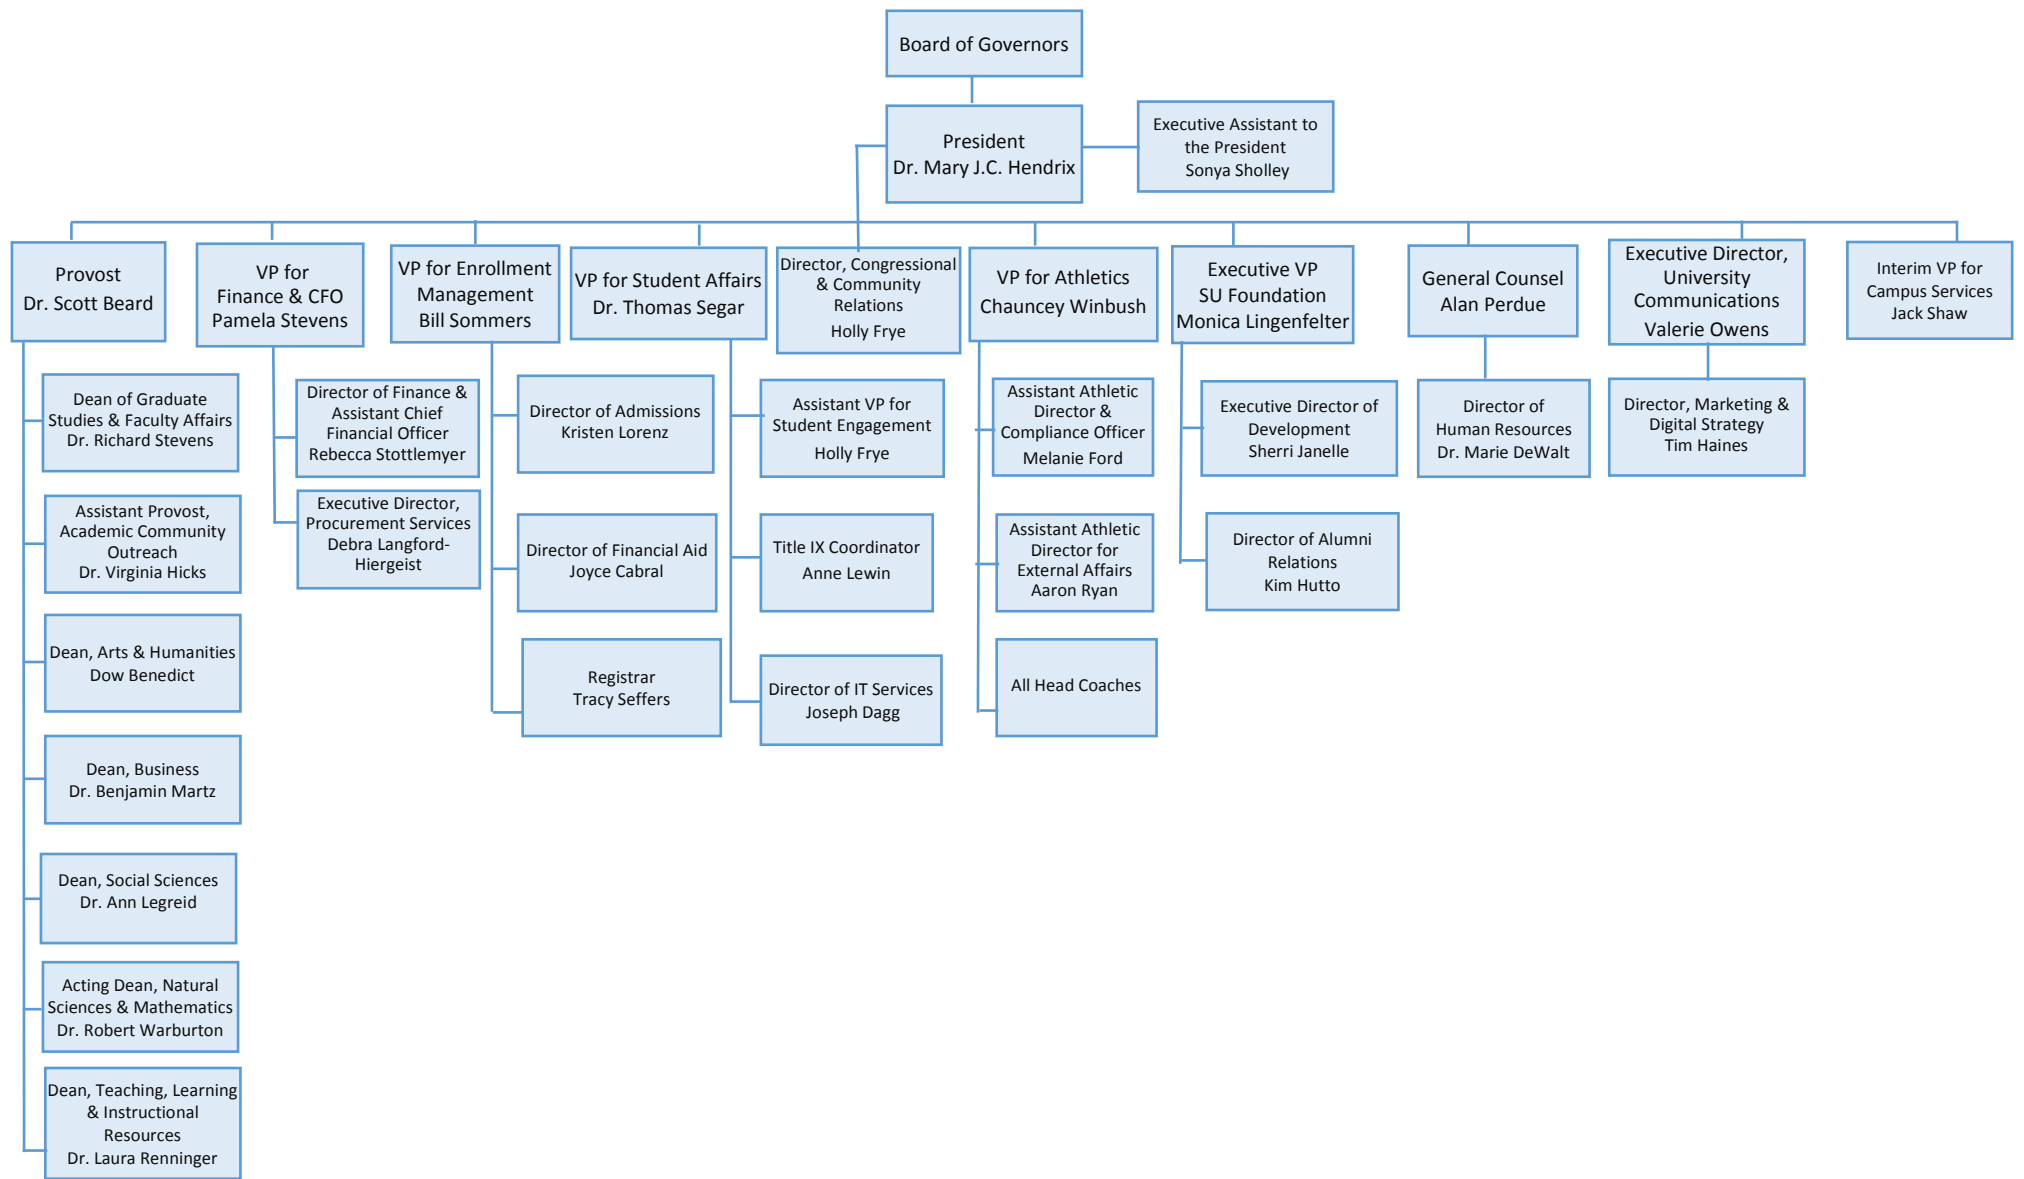 Board of Governors
President
Dr. Mary J.C. Hendrix
Executive Assistant to
the President
Sonya Sholley
Provost
Dr. Scott Beard
VP for
Finance & CFO
Pamela Stevens
VP for Enrollment
Management
Bill Sommers
VP for Student Affairs
Dr. Thomas Segar
Director, Congressional
& Community
Relations
Holly Frye
VP for Athletics
Chauncey Winbush
Executive VP
SU Foundation
Monica Lingenfelter
General Counsel
Alan Perdue
Executive Director,
University
Communications
Valerie Owens
Interim VP for
Campus Services
Jack Shaw
Dean of Graduate
Studies & Faculty Affairs
Dr. Richard Stevens
Assistant Provost,
Academic Community
Outreach
Dr. Virginia Hicks
Dean, Arts & Humanities
Dow Benedict
Dean, Business
Dr. Benjamin Martz
Dean, Social Sciences
Dr. Ann Legreid
Acting Dean, Natural
Sciences & Mathematics
Dr. Robert Warburton
Dean, Teaching, Learning
& Instructional
Resources
Dr. Laura Renninger
Director of Finance &
Assistant Chief
Financial Officer
Rebecca Stottlemyer
Executive Director,
Procurement Services
Debra Langford-
Hiergeist
Director of Admissions
Kristen Lorenz
Director of Financial Aid
Joyce Cabral
Registrar
Tracy Seffers
Assistant VP for
Student Engagement
Holly Frye
Title IX Coordinator
Anne Lewin
Director of IT Services
Joseph Dagg
Assistant Athletic
Director &
Compliance Officer
Melanie Ford
Assistant Athletic
Director for
External Affairs
Aaron Ryan
All Head Coaches
Executive Director of
Development
Sherri Janelle
Director of Alumni
Relations
Kim Hutto
Director of
Human Resources
Dr. Marie DeWalt
Director, Marketing &
Digital Strategy
Tim Haines